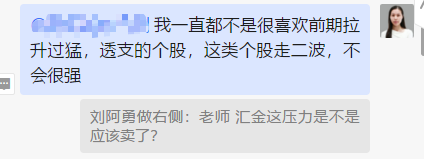 我一直都不是很喜欢前期拉
升过猛，透支的个股，这类个股走二波，不
会很强
刘阿勇做右侧：老师 汇金这压力是不是
应该卖了?